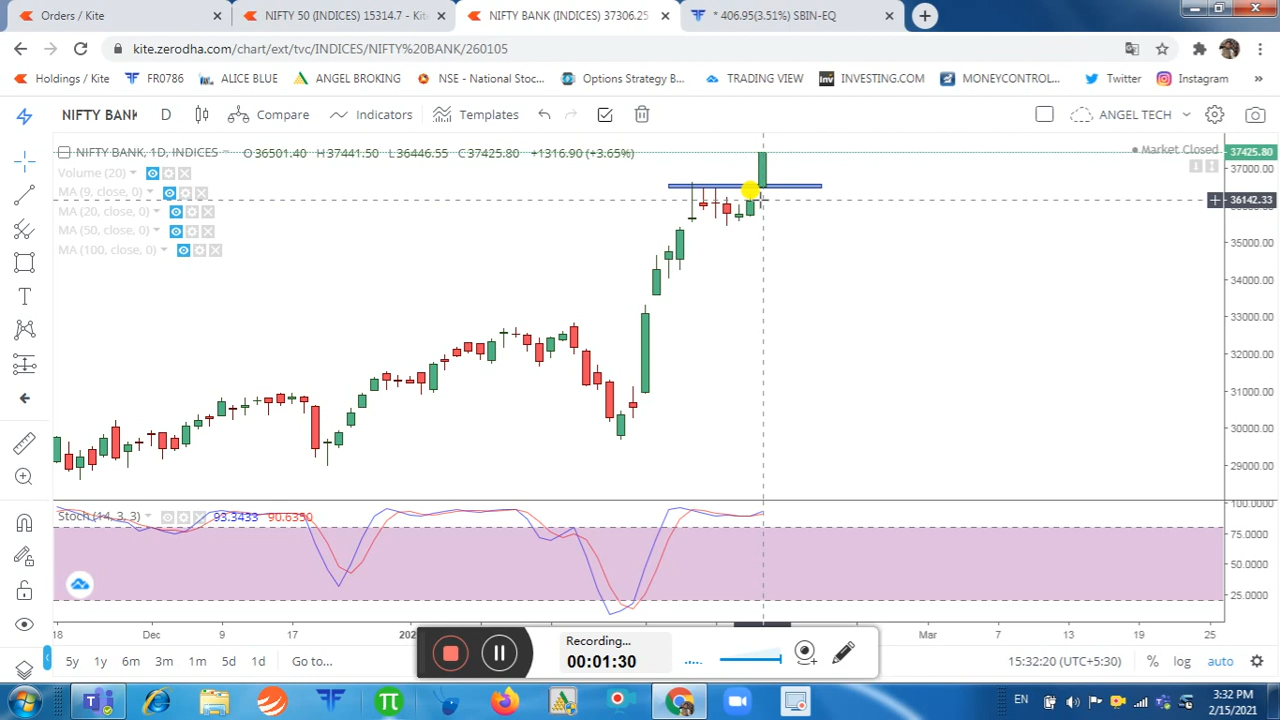 Orders / Kite
NIFTY 50 (INDICES) 15314.7 - Kite
NIFTY BANK (INDICES) 37306.25
* 406.95(3.51%) SBIN-EQ
kite.zerodha.com/chart/ext/tvc/INDICES/NIFTY%20BANK/260105
Holdings / Kite
FR0786
ALICE BLUE
ANGEL BROKING
NSE - National Stoc...
Options Strategy B...
TRADING VIEW
Inv INVESTING.COM
MONEYCONTROL...
Twitter
Instagram
»
NIFTY BANK
D
Compare
Indicators
Templates
ANGEL TECH
NIFTY BANK, 1D, INDICES
O36501.40 H37441.50 L36446.55 C37425.80 +1316.90 (+3.65%)
Market Closed
Volume (20)
MA (9, close, 0)
MA (20, close, 0)
MA (50, close, 0)
MA (100, close, 0)
37425.80
37000.00
36142.33
35000.00
34000.00
33000.00
32000.00
31000.00
30000.00
29000.00
Stoch (14, 3, 3)
93.3433
90.6350
100.0000
75.0000
50.0000
25.0000
18
Dec
9
17
Mar
7
13
19
25
Recording...
00:01:30
5y
1y
6m
3m
1m
5d
1d
Go to...
15:32:20 (UTC+5:30)
%
log
auto
EN
3:32 PM
2/15/2021